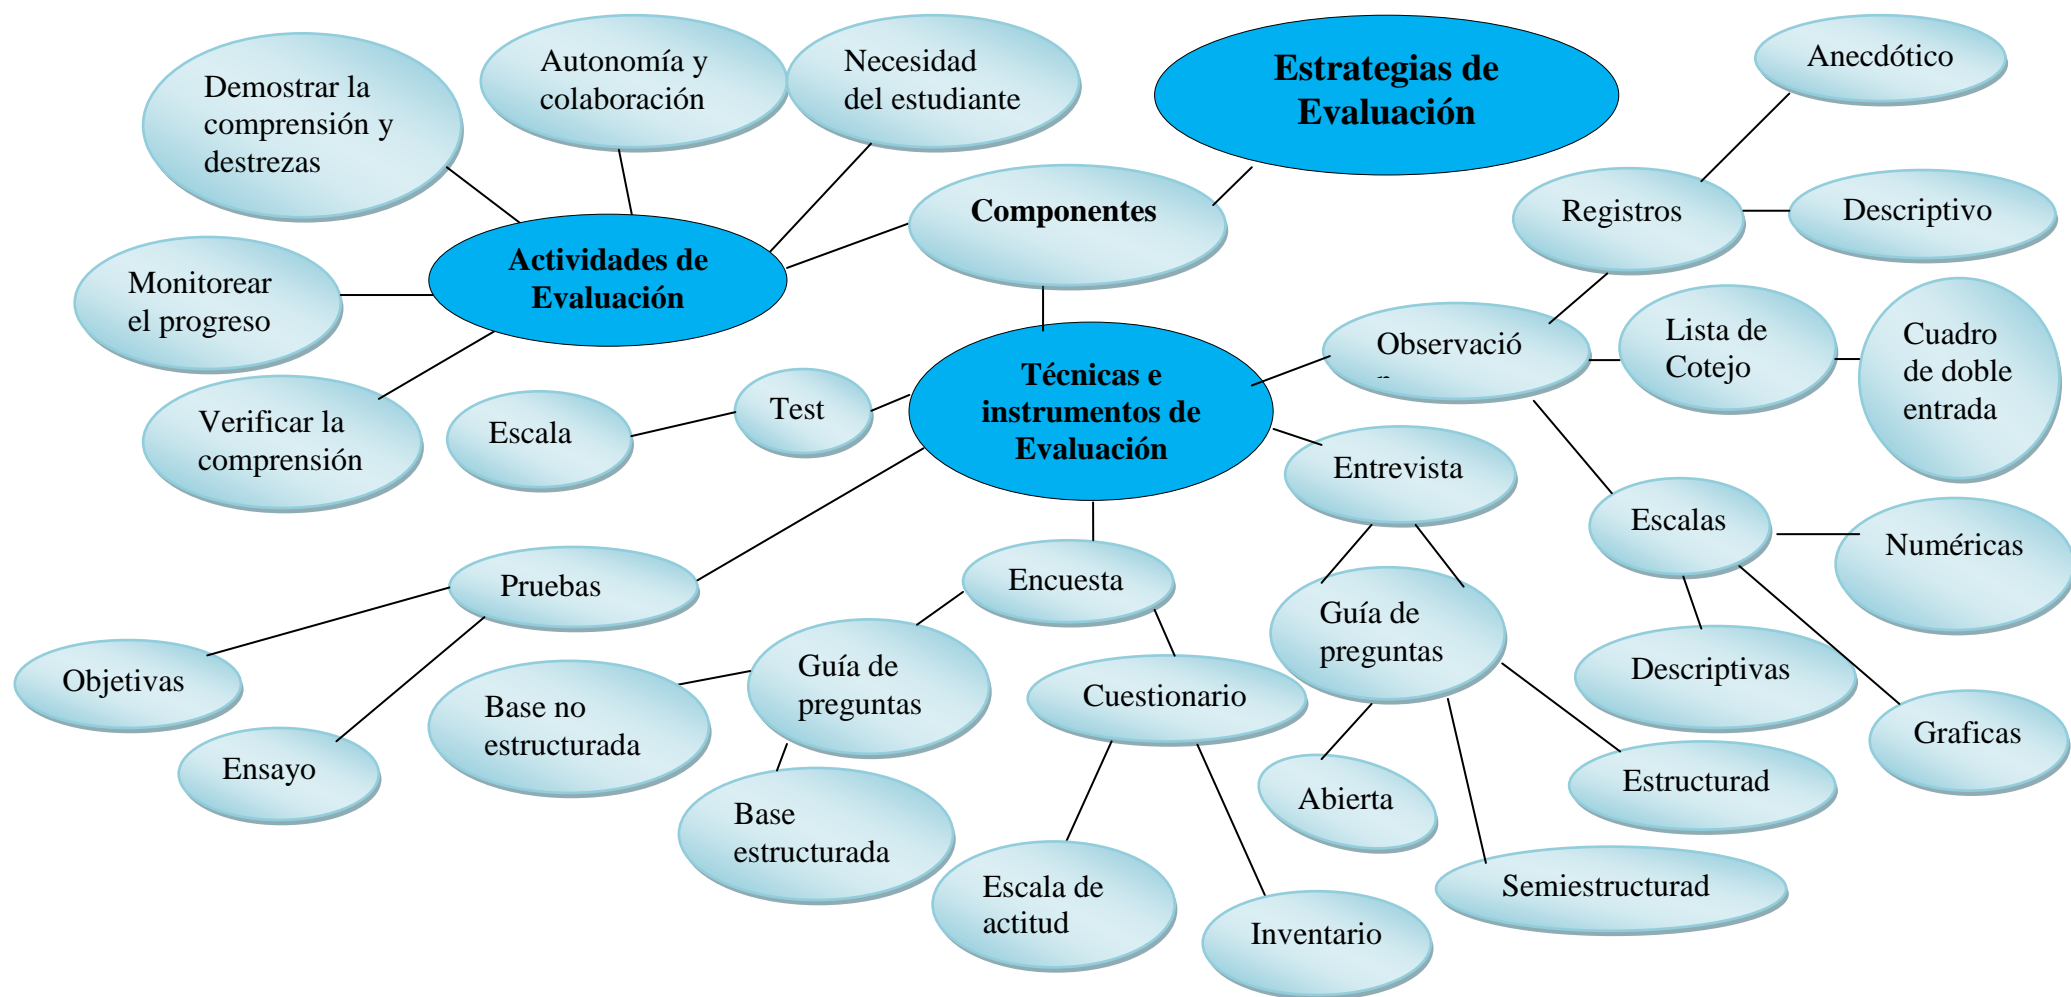 Estrategias de
Evaluación
Anecdótico
Autonomía y
colaboración
Necesidad
del estudiante
Demostrar la
comprensión y
destrezas
Componentes
Registros
Descriptivo
Actividades de
Evaluación
Monitorear
el progreso
Verificar la
comprensión
Técnicas e
instrumentos de
Evaluación
Observació
n
Lista de
Cotejo
Cuadro
de doble
entrada
Test
Escala
Entrevista
Escalas
Numéricas
Pruebas
Encuesta
Guía de
preguntas
Descriptivas
Graficas
Objetivas
Ensayo
Base no
estructurada
Guía de
preguntas
Cuestionario
Base
estructurada
Abierta
Estructurad
Semiestructurad
Escala de
actitud
Inventario